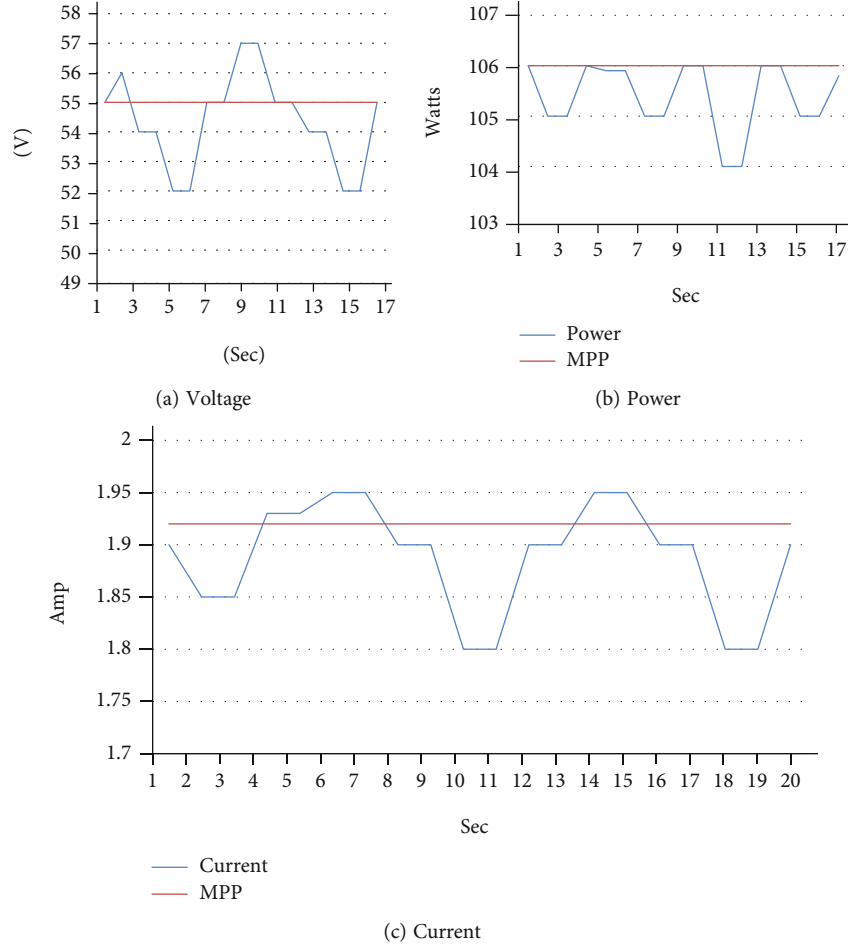 58
57
56
55
54
53
52
51
50
49
(V)
1 3 5 7 9 11 13 15 17
(Sec)
(a) Voltage
107
106
105
104
103
Watts
1 3 5 7 9 11 13 15 17
Sec
Power
MPP
(b) Power
2
1.95
1.9
1.85
1.8
1.75
1.7
Amp
1 2 3 4 5 6 7 8 9 10 11 12 13 14 15 16 17 18 19 20
Sec
Current
MPP
(c) Current